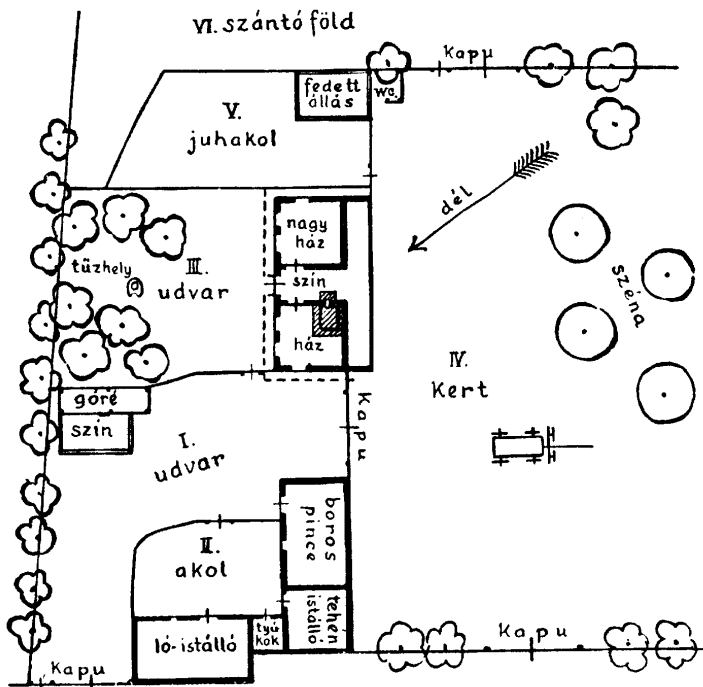 VI. szántó föld
Kapu
fedett
állás
wc.
V.
juhakol
dél
nagy
ház
szín
ház
III.
udvar
tűzhely
széna
IV.
Kert
góré
szín
Kapu
I.
udvar
boros
pince
II.
akol
tehén
istálló
tyú
kok
ló-istálló
Kapu
Kapu